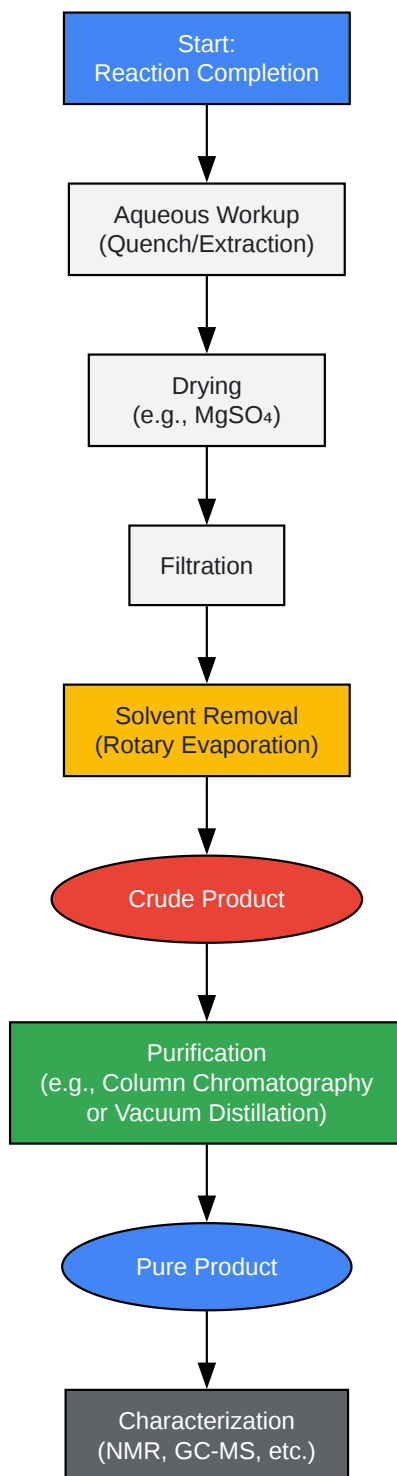 Start:
Reaction Completion
Aqueous Workup
(Quench/Extraction)
Drying
(e.g., MgSO₄)
Filtration
Solvent Removal
(Rotary Evaporation)
Crude Product
Purification
(e.g., Column Chromatography
or Vacuum Distillation)
Pure Product
Characterization
(NMR, GC-MS, etc.)